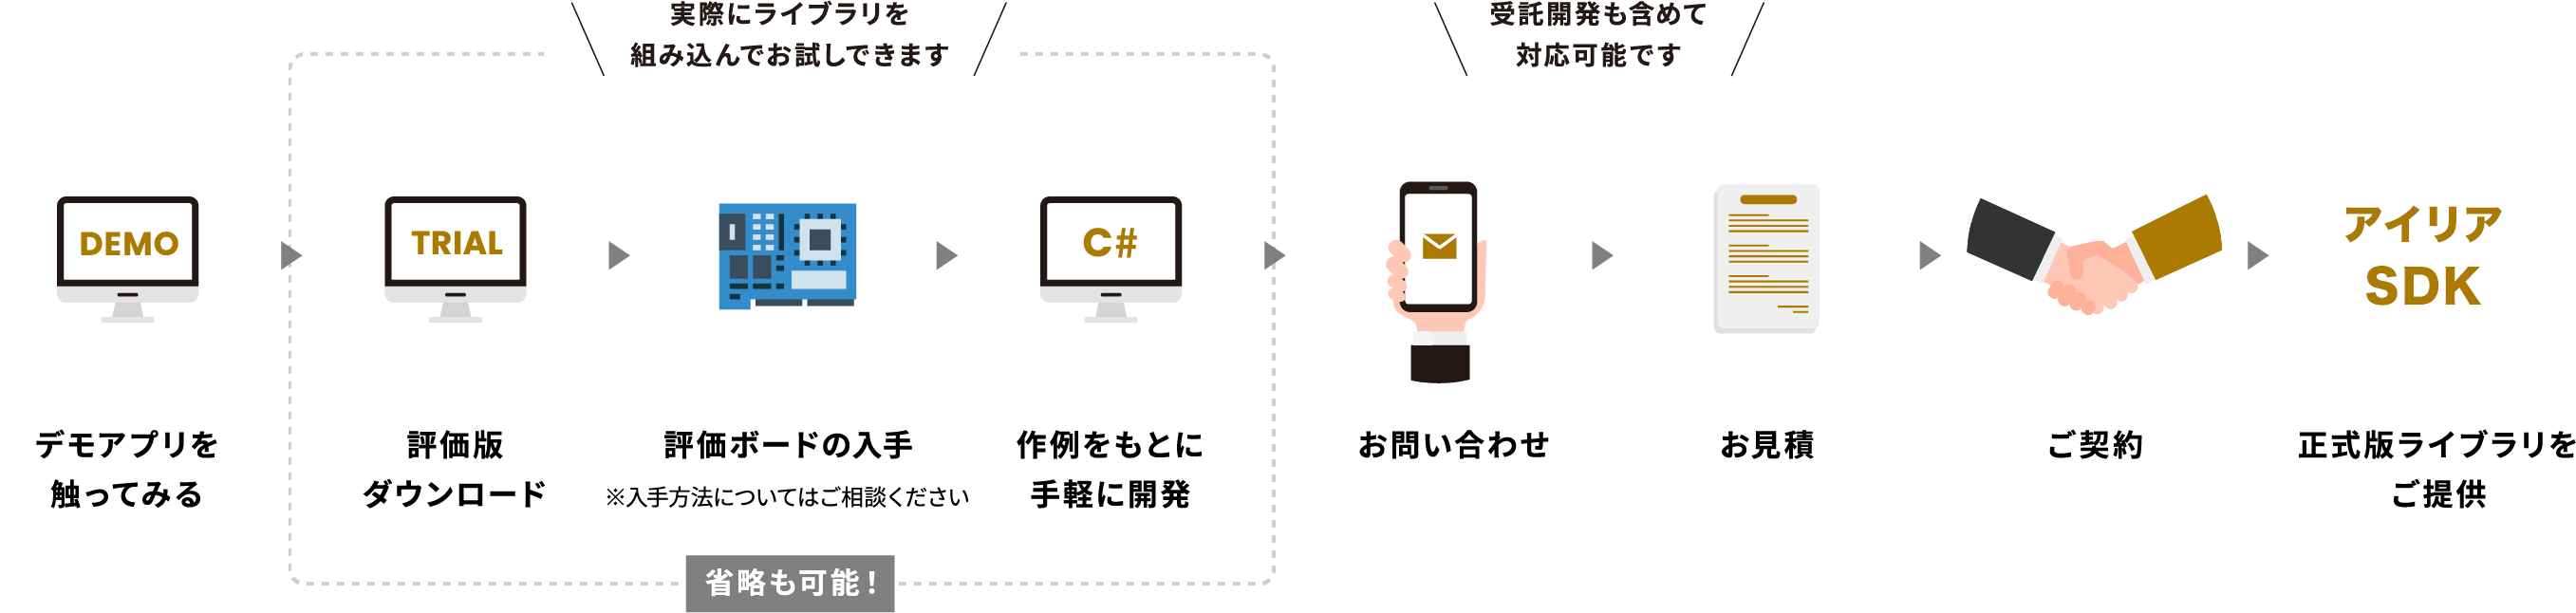 実際にライブラリを
組み込んでお試しできます
受託開発も含めて
対応可能です
DEMO
デモアプリを
触ってみる
TRIAL
評価版
ダウンロード
評価ボードの入手
※入手方法についてはご相談ください
C#
作例をもとに
手軽に開発
省略も可能！
お問い合わせ
お見積
ご契約
アイリア
SDK
正式版ライブラリを
ご提供